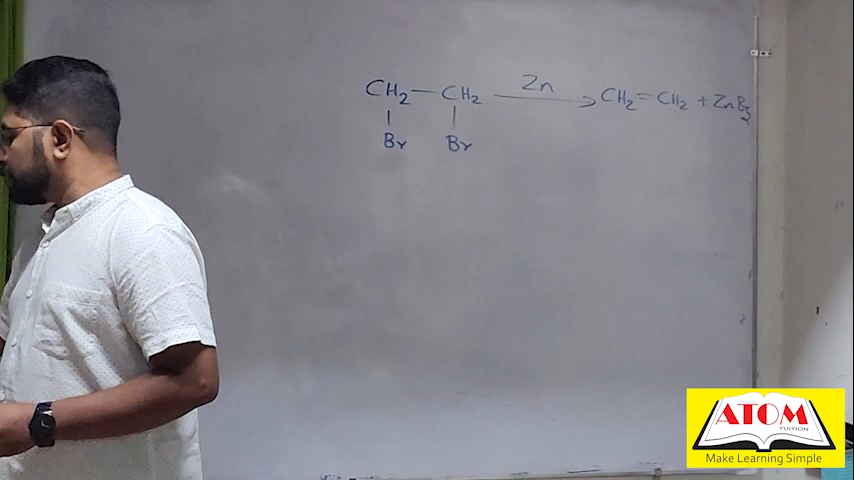 CH₂—CH₂ Zn → CH₂=CH₂ + ZnBr₂
| |
Br Br
ATOM
TUITION
Make Learning Simple